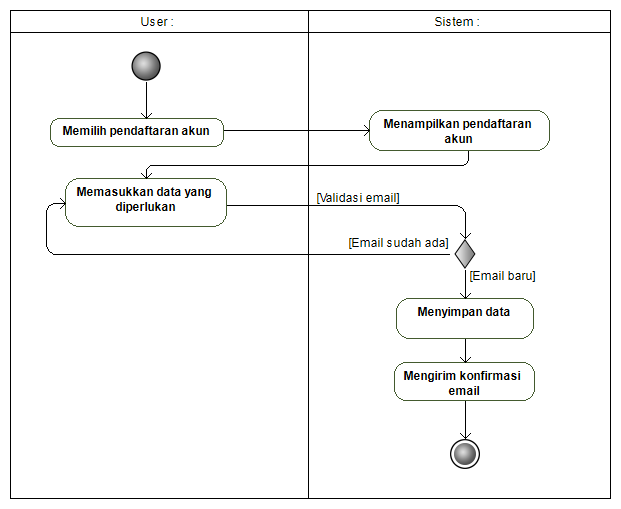 User :
Sistem :
Memilih pendaftaran akun
Menampilkan pendaftaran
akun
Memasukkan data yang
diperlukan
[Validasi email]
[Email sudah ada]
[Email baru]
Menyimpan data
Mengirim konfirmasi
email